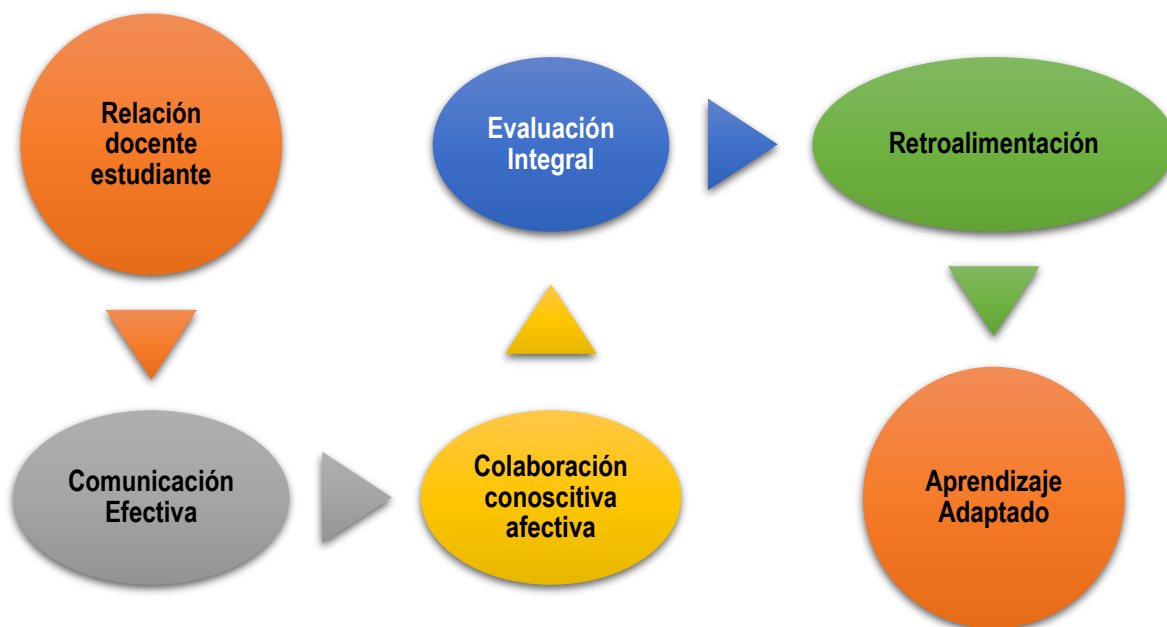 Relación
docente
estudiante
Comunicación
Efectiva
Colaboración
conoscitiva
afectiva
Evaluación
Integral
Retroalimentación
Aprendizaje
Adaptado